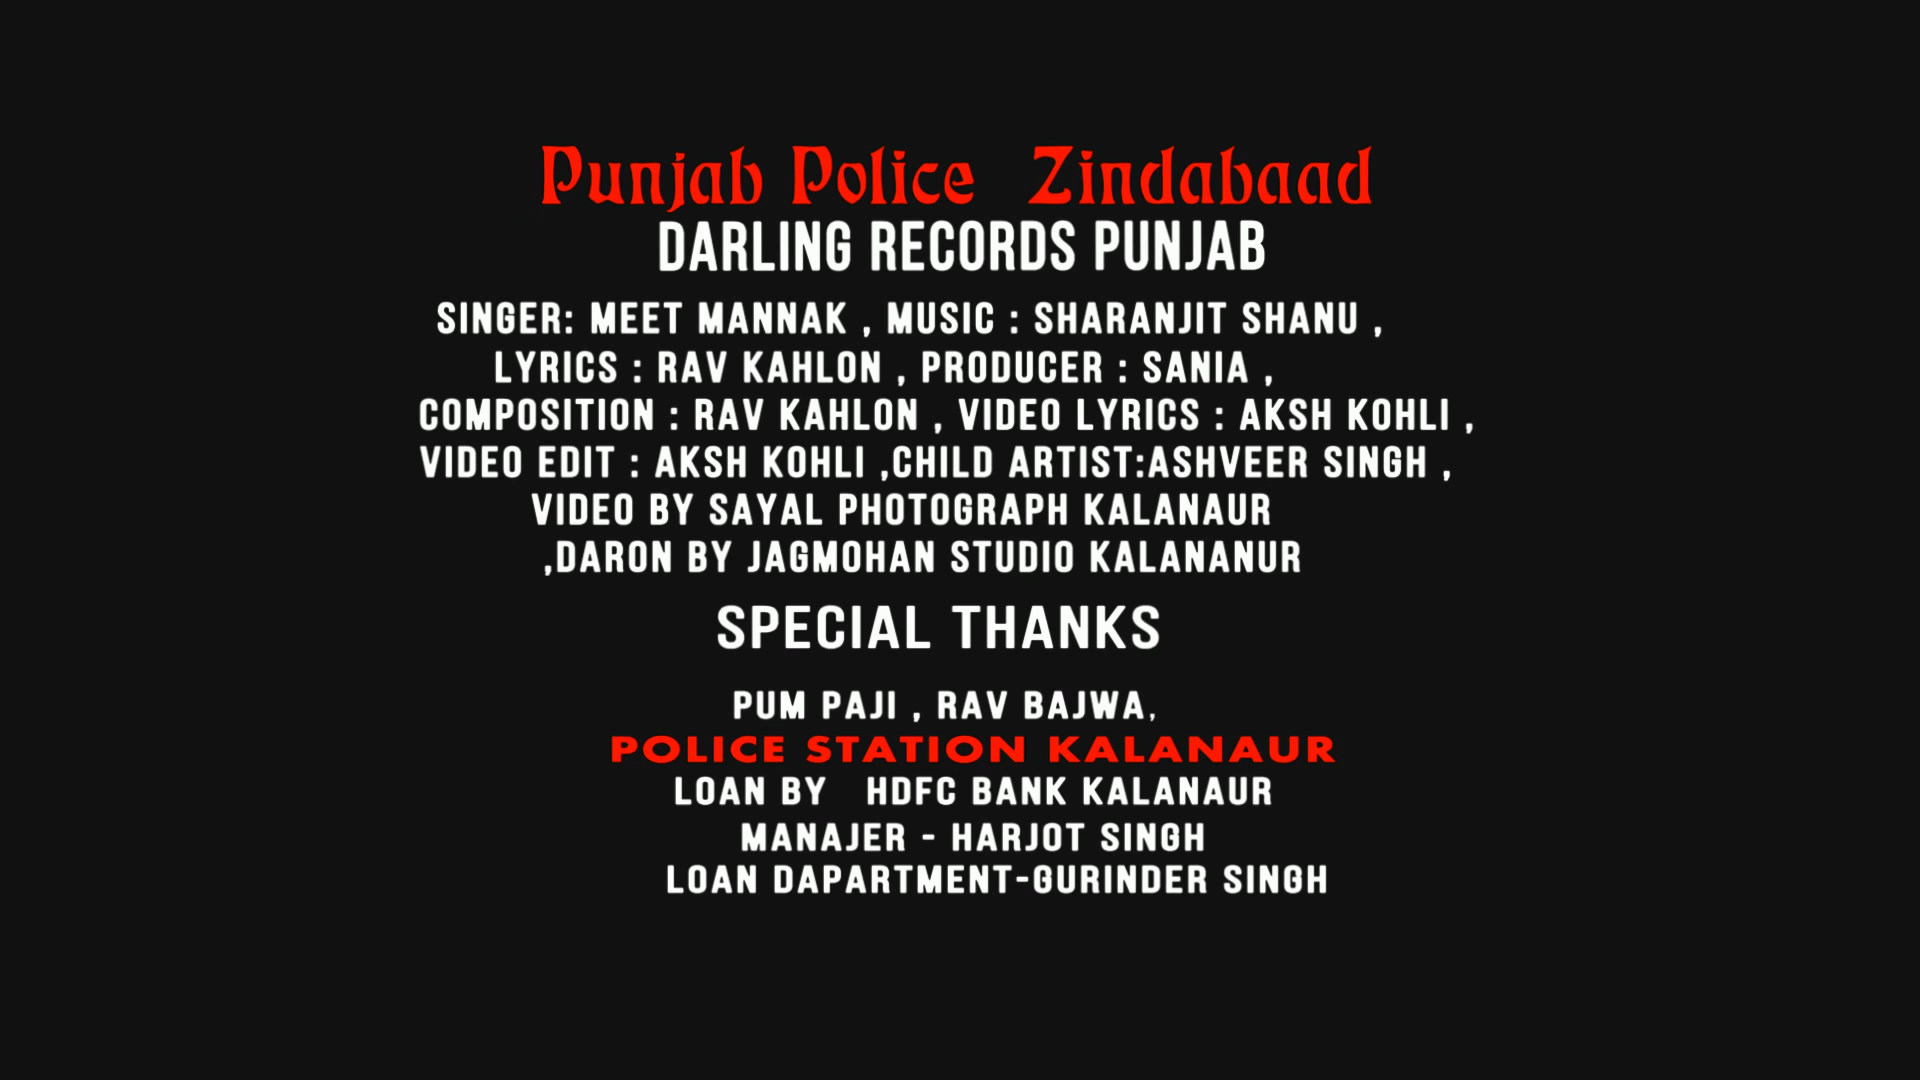 Punjab Police Zindabaad
DARLING RECORDS PUNJAB
SINGER: MEET MANNAK , MUSIC : SHARANJIT SHANU ,
LYRICS : RAV KAHLON , PRODUCER : SANIA ,
COMPOSITION : RAV KAHLON , VIDEO LYRICS : AKSH KOHLI ,
VIDEO EDIT : AKSH KOHLI ,CHILD ARTIST:ASHVEER SINGH ,
VIDEO BY SAYAL PHOTOGRAPH KALANAUR
,DARON BY JAGMOHAN STUDIO KALANANUR
SPECIAL THANKS
PUM PAJI , RAV BAJWA,
POLICE STATION KALANAUR
LOAN BY HDFC BANK KALANAUR
MANAJER - HARJOT SINGH
LOAN DAPARTMENT-GURINDER SINGH